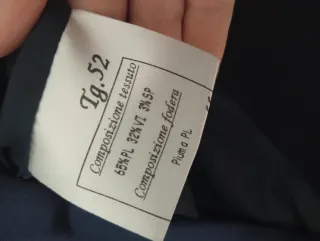 Tg. 52
Composizione tessuto
65%PL 32%VI 3%SP
Composizione fodera
Piuma PL